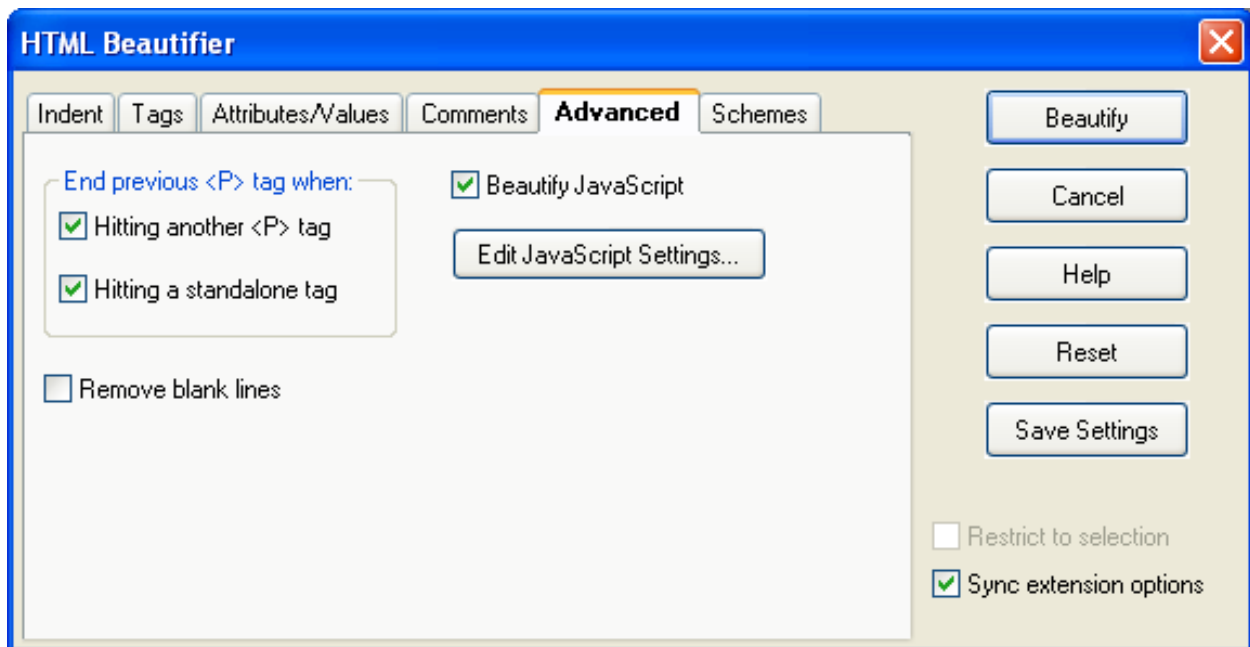 HTML Beautifier
Indent Tags Attributes/Values Comments Advanced Schemes
End previous <P> tag when:
Hitting another <P> tag
Hitting a standalone tag
Remove blank lines
Beautify JavaScript
Edit JavaScript Settings...
Beautify
Cancel
Help
Reset
Save Settings
Restrict to selection
Sync extension options